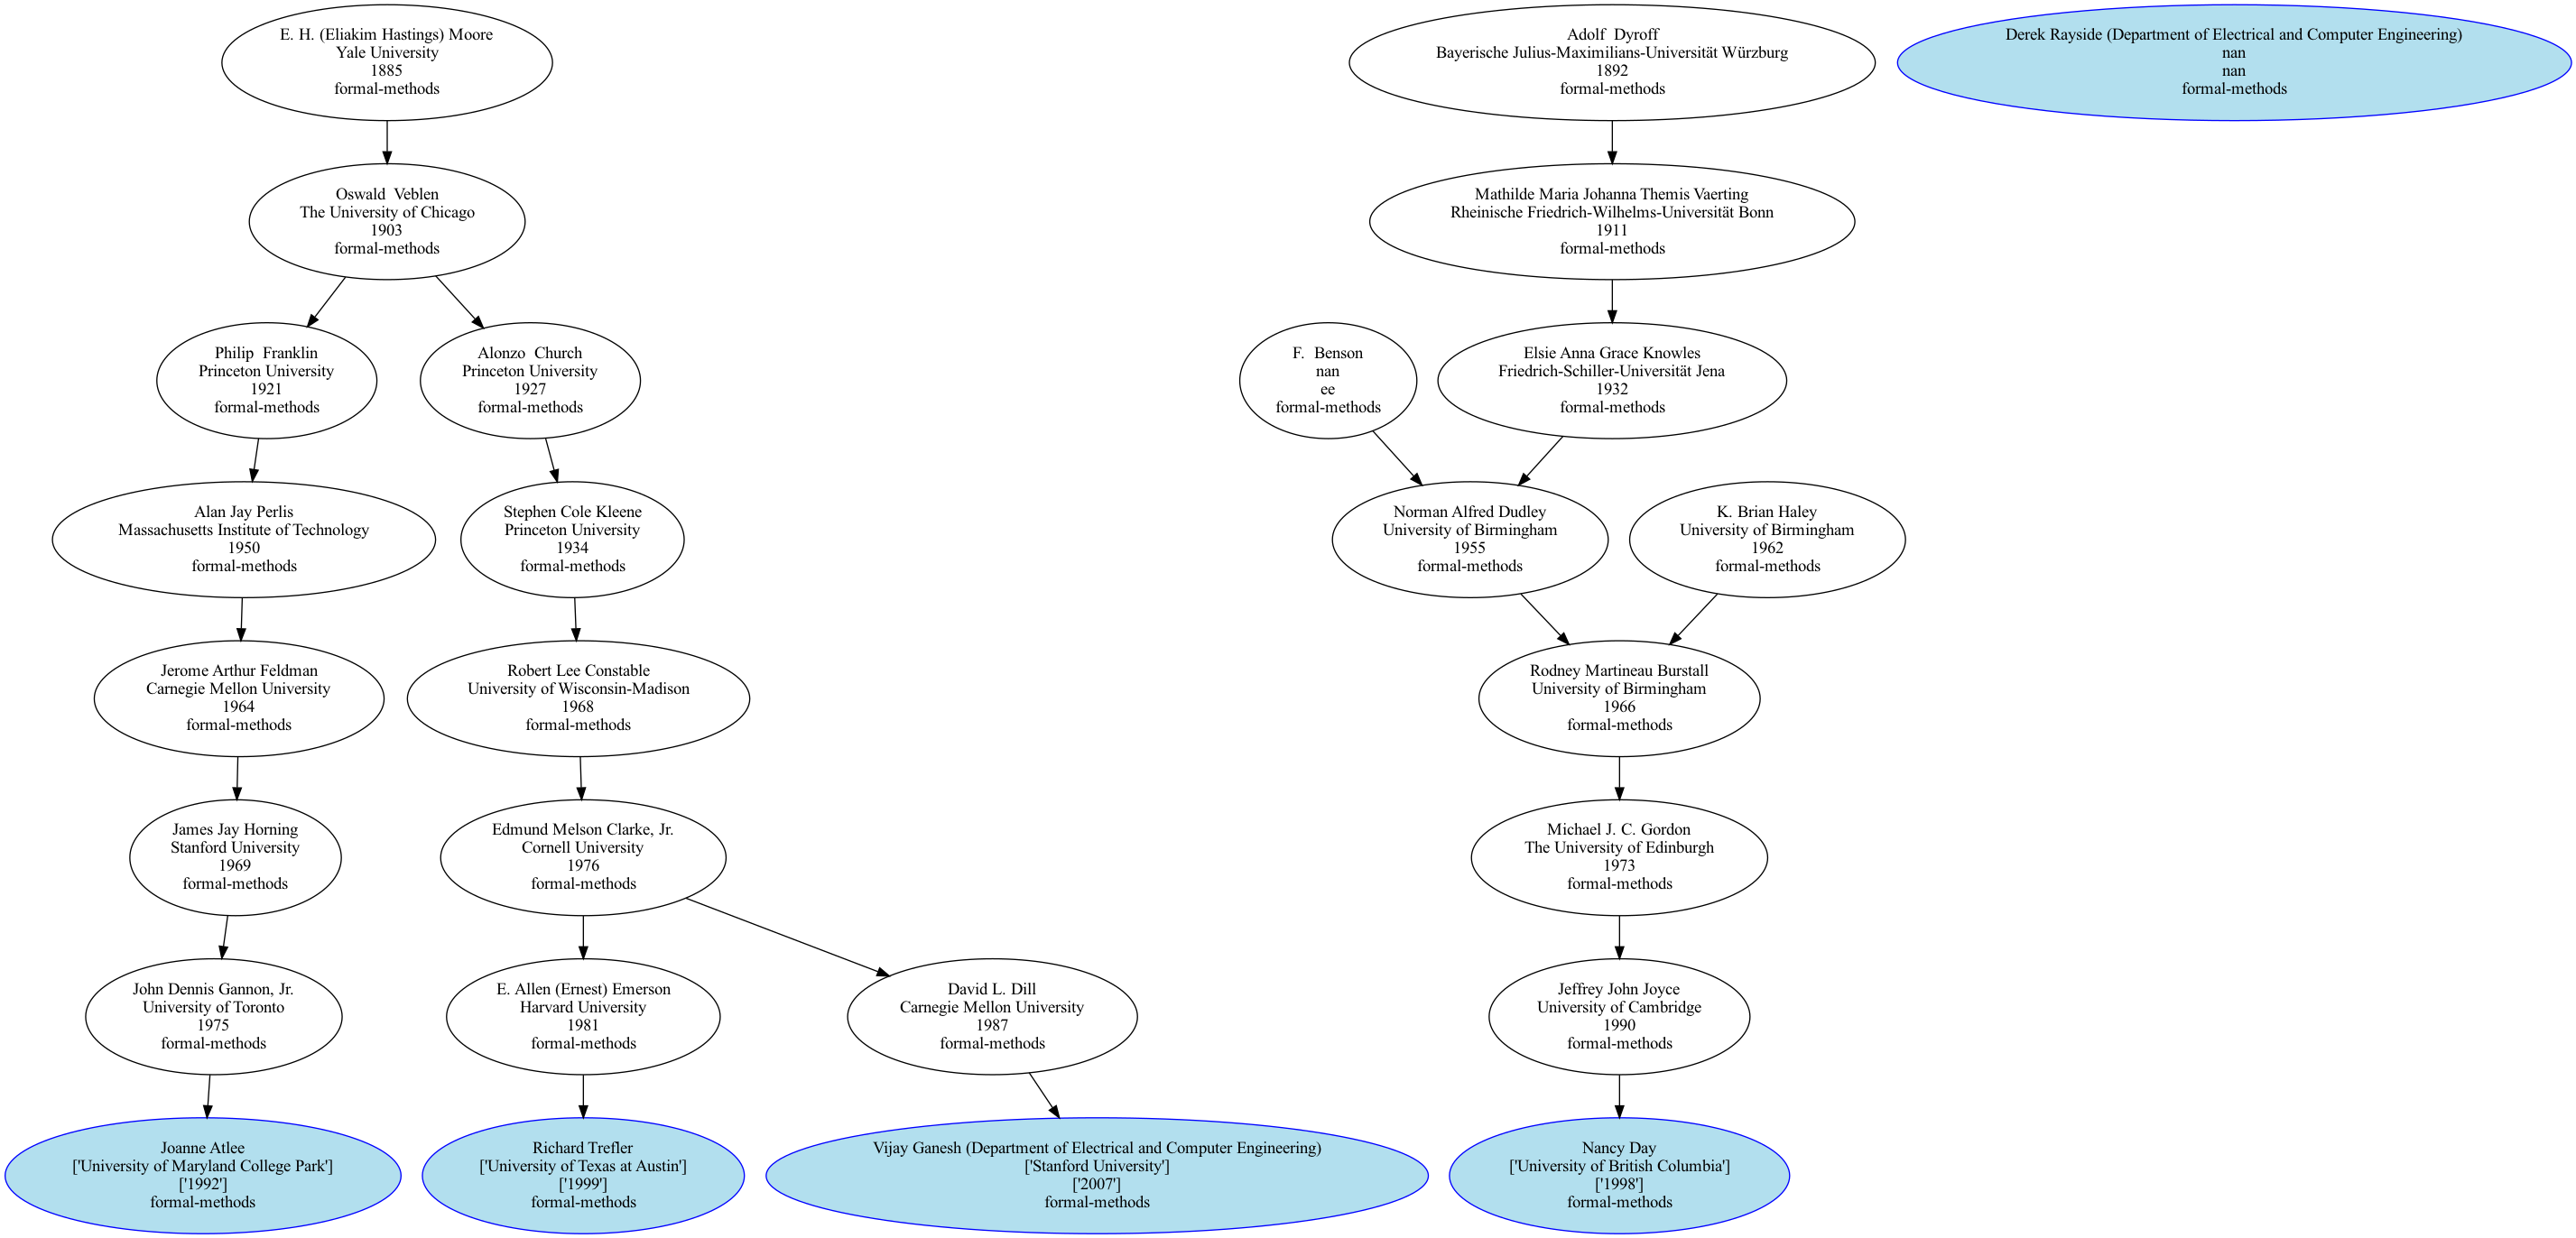 E. H. (Eliakim Hastings) Moore
Yale University
1885
formal-methods
Adolf  Dyroff
Bayerische Julius-Maximilians-Universität Würzburg
1892
formal-methods
Derek Rayside (Department of Electrical and Computer Engineering)
nan
nan
formal-methods
Oswald  Veblen
The University of Chicago
1903
formal-methods
Mathilde Maria Johanna Themis Vaerting
Rheinische Friedrich-Wilhelms-Universität Bonn
1911
formal-methods
Philip  Franklin
Princeton University
1921
formal-methods
Alonzo  Church
Princeton University
1927
formal-methods
F.  Benson
nan
ee
formal-methods
Elsie Anna Grace Knowles
Friedrich-Schiller-Universität Jena
1932
formal-methods
Alan Jay Perlis
Massachusetts Institute of Technology
1950
formal-methods
Stephen Cole Kleene
Princeton University
1934
formal-methods
Norman Alfred Dudley
University of Birmingham
1955
formal-methods
K. Brian Haley
University of Birmingham
1962
formal-methods
Jerome Arthur Feldman
Carnegie Mellon University
1964
formal-methods
Robert Lee Constable
University of Wisconsin-Madison
1968
formal-methods
Rodney Martineau Burstall
University of Birmingham
1966
formal-methods
James Jay Horning
Stanford University
1969
formal-methods
Edmund Melson Clarke, Jr.
Cornell University
1976
formal-methods
Michael J. C. Gordon
The University of Edinburgh
1973
formal-methods
John Dennis Gannon, Jr.
University of Toronto
1975
formal-methods
E. Allen (Ernest) Emerson
Harvard University
1981
formal-methods
David L. Dill
Carnegie Mellon University
1987
formal-methods
Jeffrey John Joyce
University of Cambridge
1990
formal-methods
Joanne Atlee
['University of Maryland College Park']
['1992']
formal-methods
Richard Trefler
['University of Texas at Austin']
['1999']
formal-methods
Vijay Ganesh (Department of Electrical and Computer Engineering)
['Stanford University']
['2007']
formal-methods
Nancy Day
['University of British Columbia']
['1998']
formal-methods